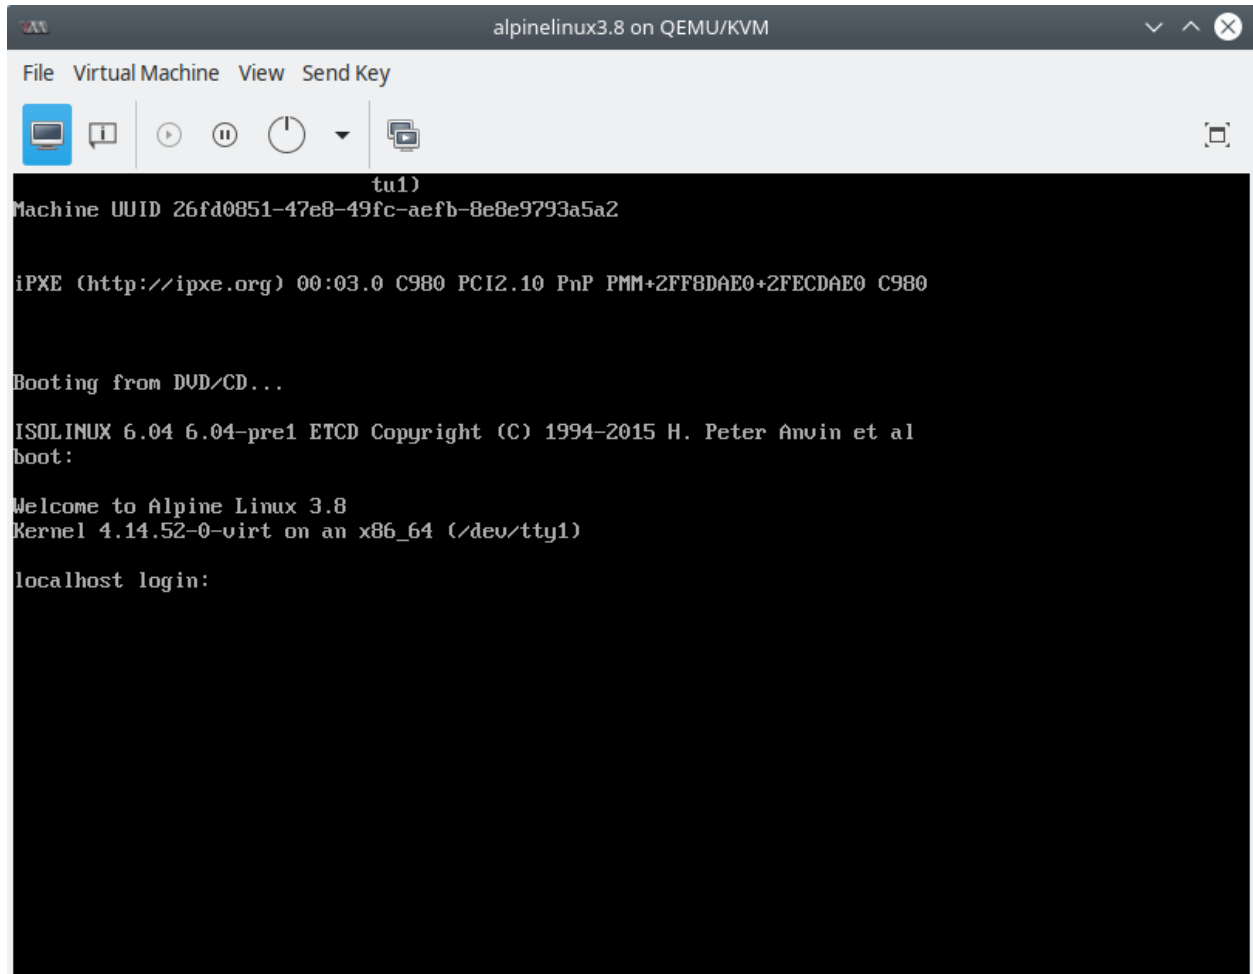 alpinelinux3.8 on QEMU/KVM
File Virtual Machine View Send Key
tu1)
Machine UUID 26fd0851-47e8-49fc-aefb-8e8e9793a5a2
iPXE (http://ipxe.org) 00:03.0 C980 PCI2.10 PnP PMM+2FF8DAE0+2FECDAE0 C980
Booting from DVD/CD...
ISOLINUX 6.04 6.04-pre1 ETCD Copyright (C) 1994-2015 H. Peter Anvin et al
boot:
Welcome to Alpine Linux 3.8
Kernel 4.14.52-0-virt on an x86_64 (/dev/tty1)
localhost login: